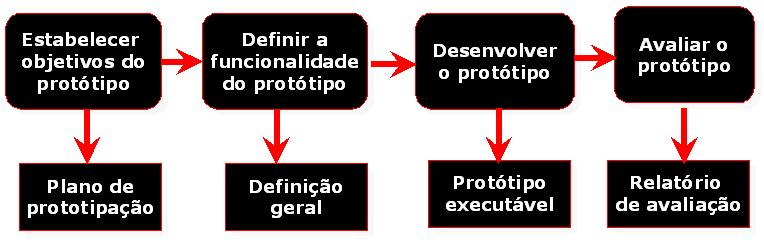 Estabelecer
objetivos do
protótipo
Definir a
funcionalidade
do protótipo
Desenvolver
o protótipo
Avaliar o
protótipo
Plano de
prototipação
Definição
geral
Protótipo
executável
Relatório
de avaliação